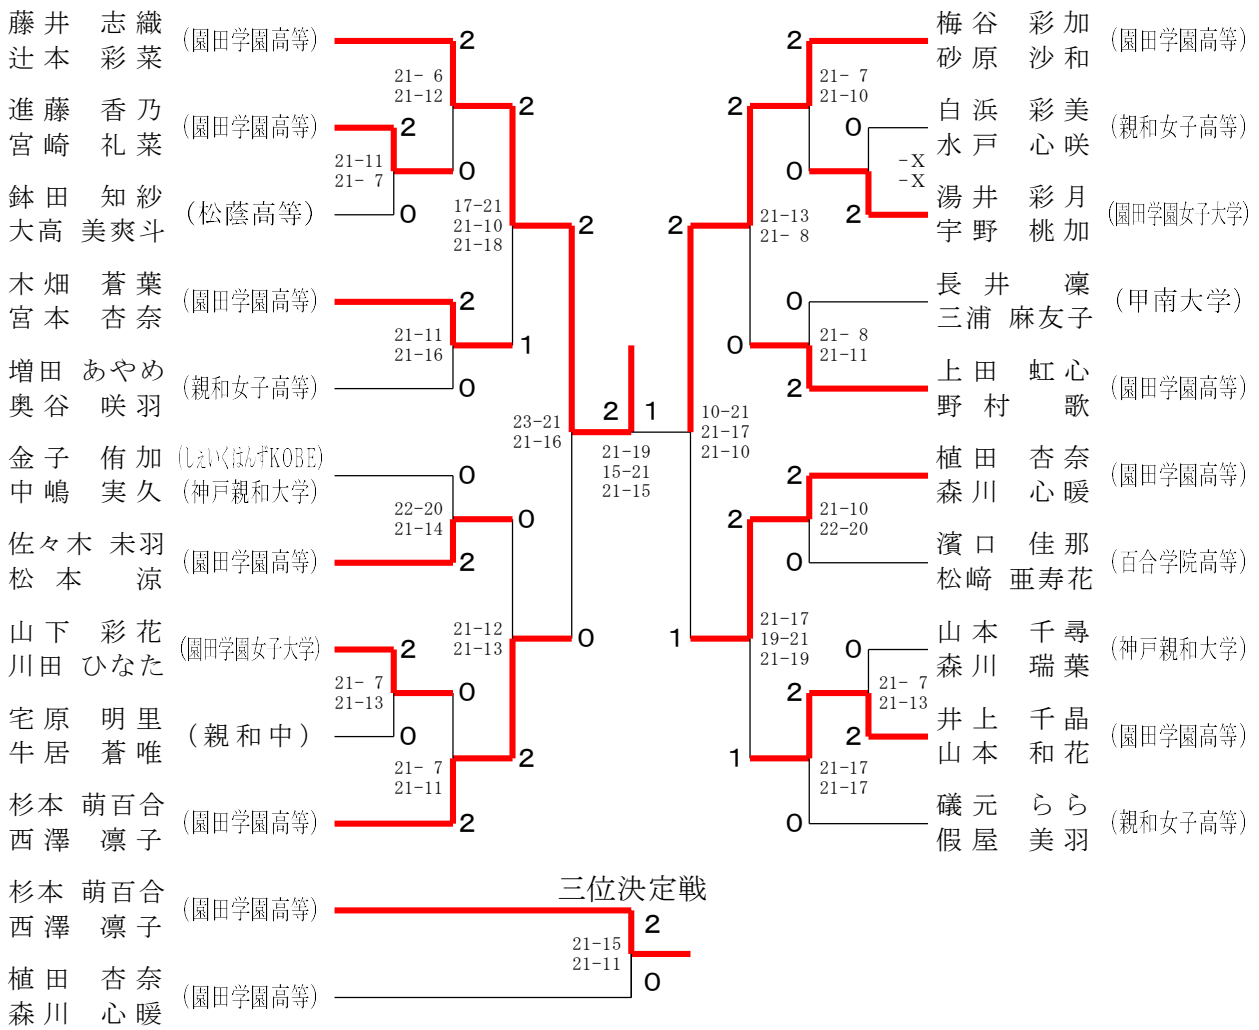 藤井 志織
辻本 彩菜
(園田学園高等)
2
21- 6
21-12
2
進藤 香乃
宮崎 礼菜
(園田学園高等)
2
21-11
21- 7
0
鉢田 知紗
大高 美爽斗
(松蔭高等)
0
17-21
21-10
21-18
2
木畑 蒼葉
宮本 杏奈
(園田学園高等)
2
21-11
21-16
1
増田 あやめ
奥谷 咲羽
(親和女子高等)
0
23-21
21-16
金子 侑加
中嶋 実久
(しぇいくはんずKOBE)
(神戸親和大学)
0
22-20
21-14
0
佐々木 未羽
松本 涼
(園田学園高等)
2
21-12
21-13
0
山下 彩花
川田 ひなた
(園田学園女子大学)
2
21- 7
21-13
0
宅原 明里
牛居 蒼唯
(親和中)
0
21- 7
21-11
2
杉本 萌百合
西澤 凛子
(園田学園高等)
2
2
1
21-19
15-21
21-15
梅谷 彩加
砂原 沙和
(園田学園高等)
2
21- 7
21-10
2
白浜 彩美
水戸 心咲
(親和女子高等)
0
-X
-X
0
湯井 彩月
宇野 桃加
(園田学園女子大学)
2
21-13
21- 8
2
長井 凜
三浦 麻友子
(甲南大学)
0
21- 8
21-11
0
上田 虹心
野村 歌
(園田学園高等)
2
10-21
21-17
21-10
植田 杏奈
森川 心暖
(園田学園高等)
2
21-10
22-20
2
濱口 佳那
松﨑 亜寿花
(百合学院高等)
0
21-17
19-21
21-19
1
山本 千尋
森川 瑞葉
(神戸親和大学)
0
21- 7
21-13
2
井上 千晶
山本 和花
(園田学園高等)
2
21-17
21-17
1
礒元 らら
假屋 美羽
(親和女子高等)
0
三位決定戦
杉本 萌百合
西澤 凛子
(園田学園高等)
2
21-15
21-11
植田 杏奈
森川 心暖
(園田学園高等)
0